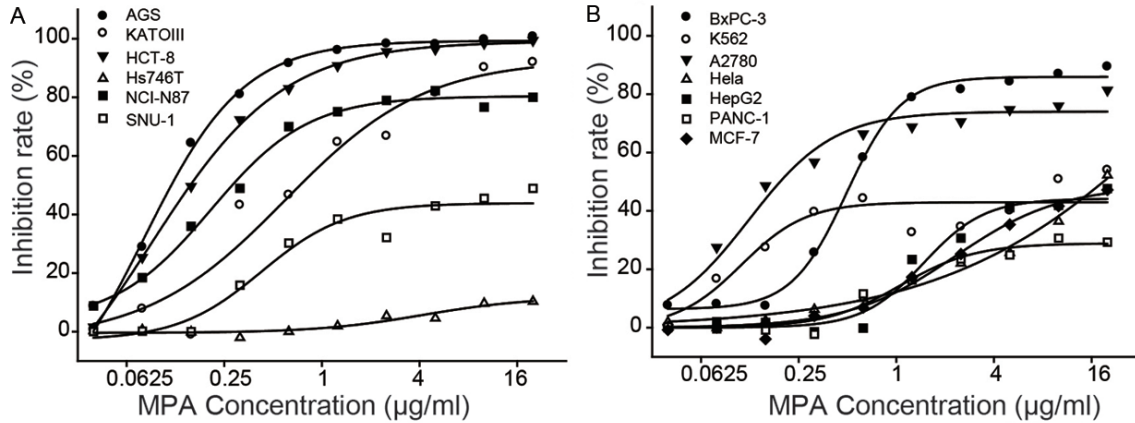 A
AGS
KATOIII
HCT-8
Hs746T
NCI-N87
SNU-1
Inhibition rate (%)
100
80
60
40
20
0
0.0625 0.25 1 4 16
MPA Concentration (μg/ml)
B
BxPC-3
K562
A2780
Hela
HepG2
PANC-1
MCF-7
Inhibition rate (%)
100
80
60
40
20
0
0.0625 0.25 1 4 16
MPA Concentration (μg/ml)